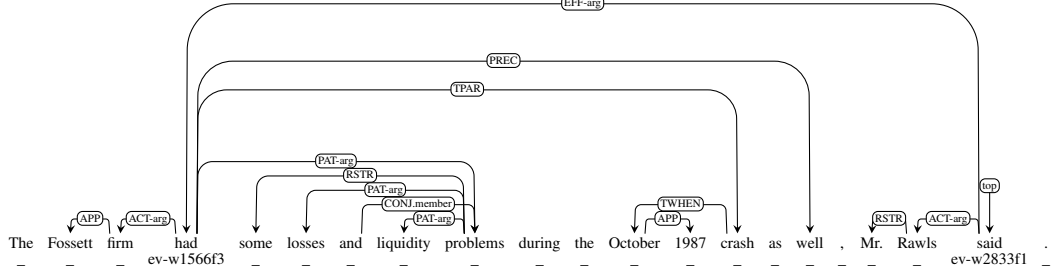 EFF-arg
PREC
TPAR
PAT-arg
RSTR
PAT-arg
top
CONJ.member TWHEN
APP ACT-arg PAT-arg APP RSTR ACT-arg
The Fossett firm had some losses and liquidity problems during the October 1987 crash as well , Mr. Rawls said .
ev-w1566f3 ev-w2833f1
_ _ _ _ _ _ _ _ _ _ _ _ _ _ _ _ _ _ _